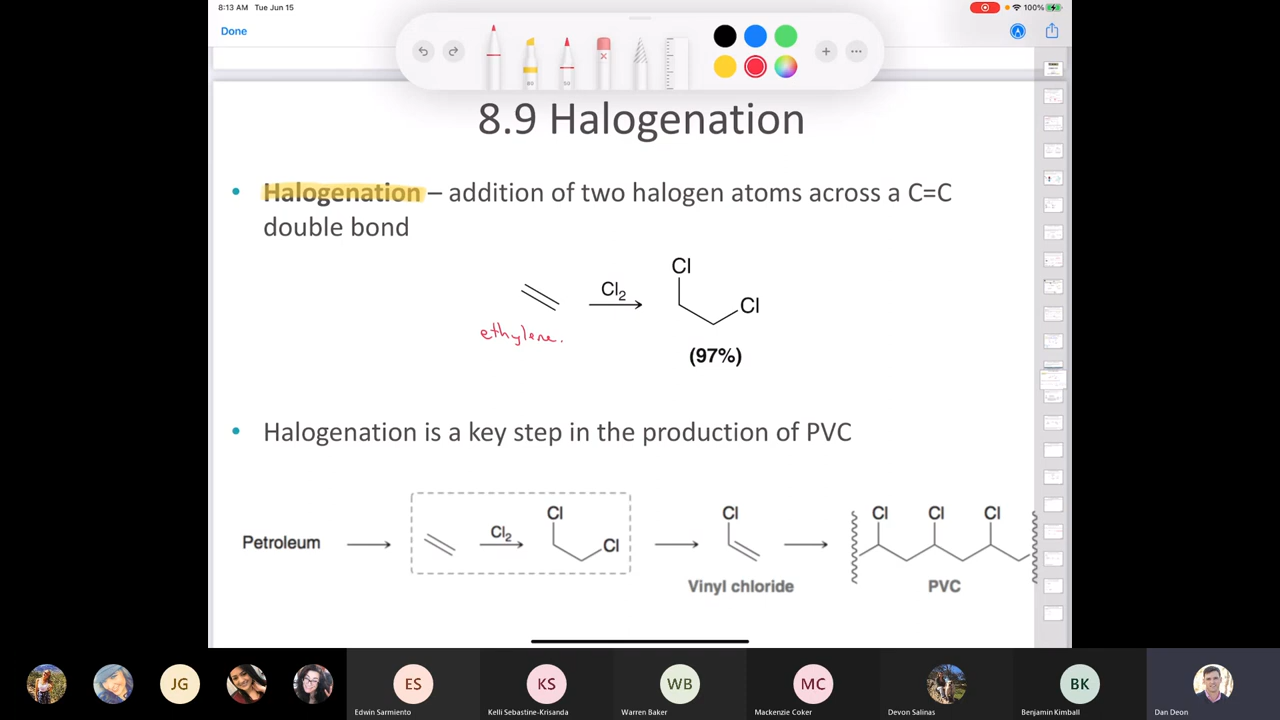 8:13 AM Tue Jun 15
100%
Done
8.9 Halogenation
• Halogenation – addition of two halogen atoms across a C=C
double bond
Cl
Cl2
Cl
ethylene.
(97%)
• Halogenation is a key step in the production of PVC
Cl Cl Cl Cl Cl
Petroleum Cl2 Cl
Vinyl chloride PVC
JG ES KS WB MC BK
Edwin Sarmiento Kelli Sebastine-Krisanda Warren Baker Mackenzie Coker Devon Salinas Benjamin Kimball Dan Deon